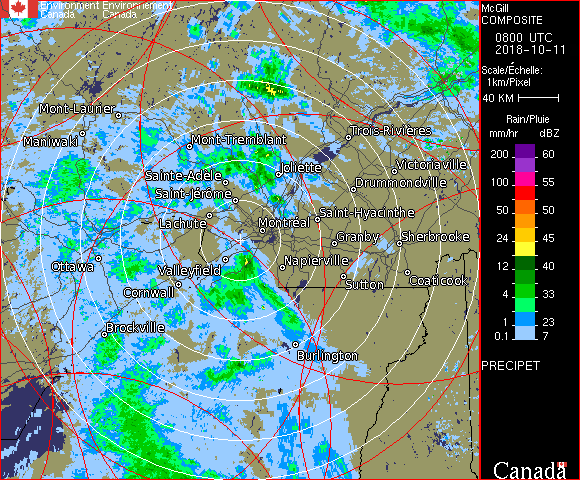 Environment Environnement
Canada Canada
McGill
COMPOSITE
0800 UTC
2018-10-11
Scale/Échelle:
1km/Pixel
40 KM
Rain/Pluie
mm/hr dBZ
200 60
100 55
50 50
24 45
12 40
4 33
1 23
0.1 7
PRECIPET
Canada
Mont-Laurier
Maniwaki
Mont-Tremblant
Trois-Rivières
Sainte-Adèle
Joliette
Victoriaville
Saint-Jérôme
Drummondville
Lachute
Saint-Hyacinthe
Montréal
Granby
Sherbrooke
Ottawa
Valleyfield
Napierville
Cornwall
Sutton
Coaticook
Brockville
Burlington